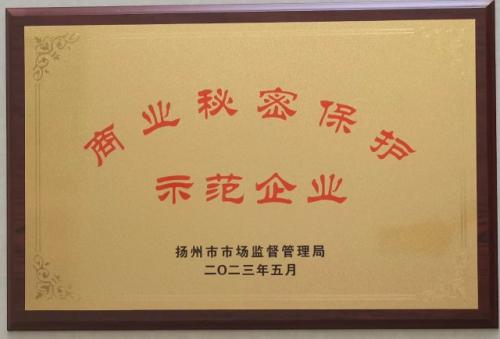 商业秘密保护
示范企业
扬州市市场监督管理局
二〇二三年五月